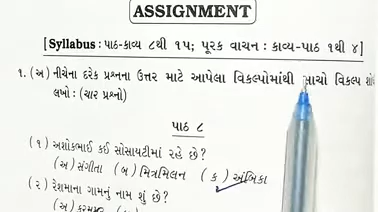 ASSIGNMENT
[Syllabus : પાઠ-કાવ્ય ૮થી ૧૫; પૂરક વાચન : કાવ્ય-પાઠ ૧થી ૪]
૧. (અ) નીચેના દરેક પ્રશ્નના ઉત્તર માટે આપેલા વિકલ્પોમાંથી સાચો વિકલ્પ
લખો : (ચાર પ્રશ્નો)
પાઠ ૮
(૧) અશોકભાઈ કઈ સોસાયટીમાં રહે છે?
(અ) સંગીતા (બ) મિત્રમિલન (ક) અંબિકા
(૨) રેશમાના ગામનું નામ શું છે?
(અ)